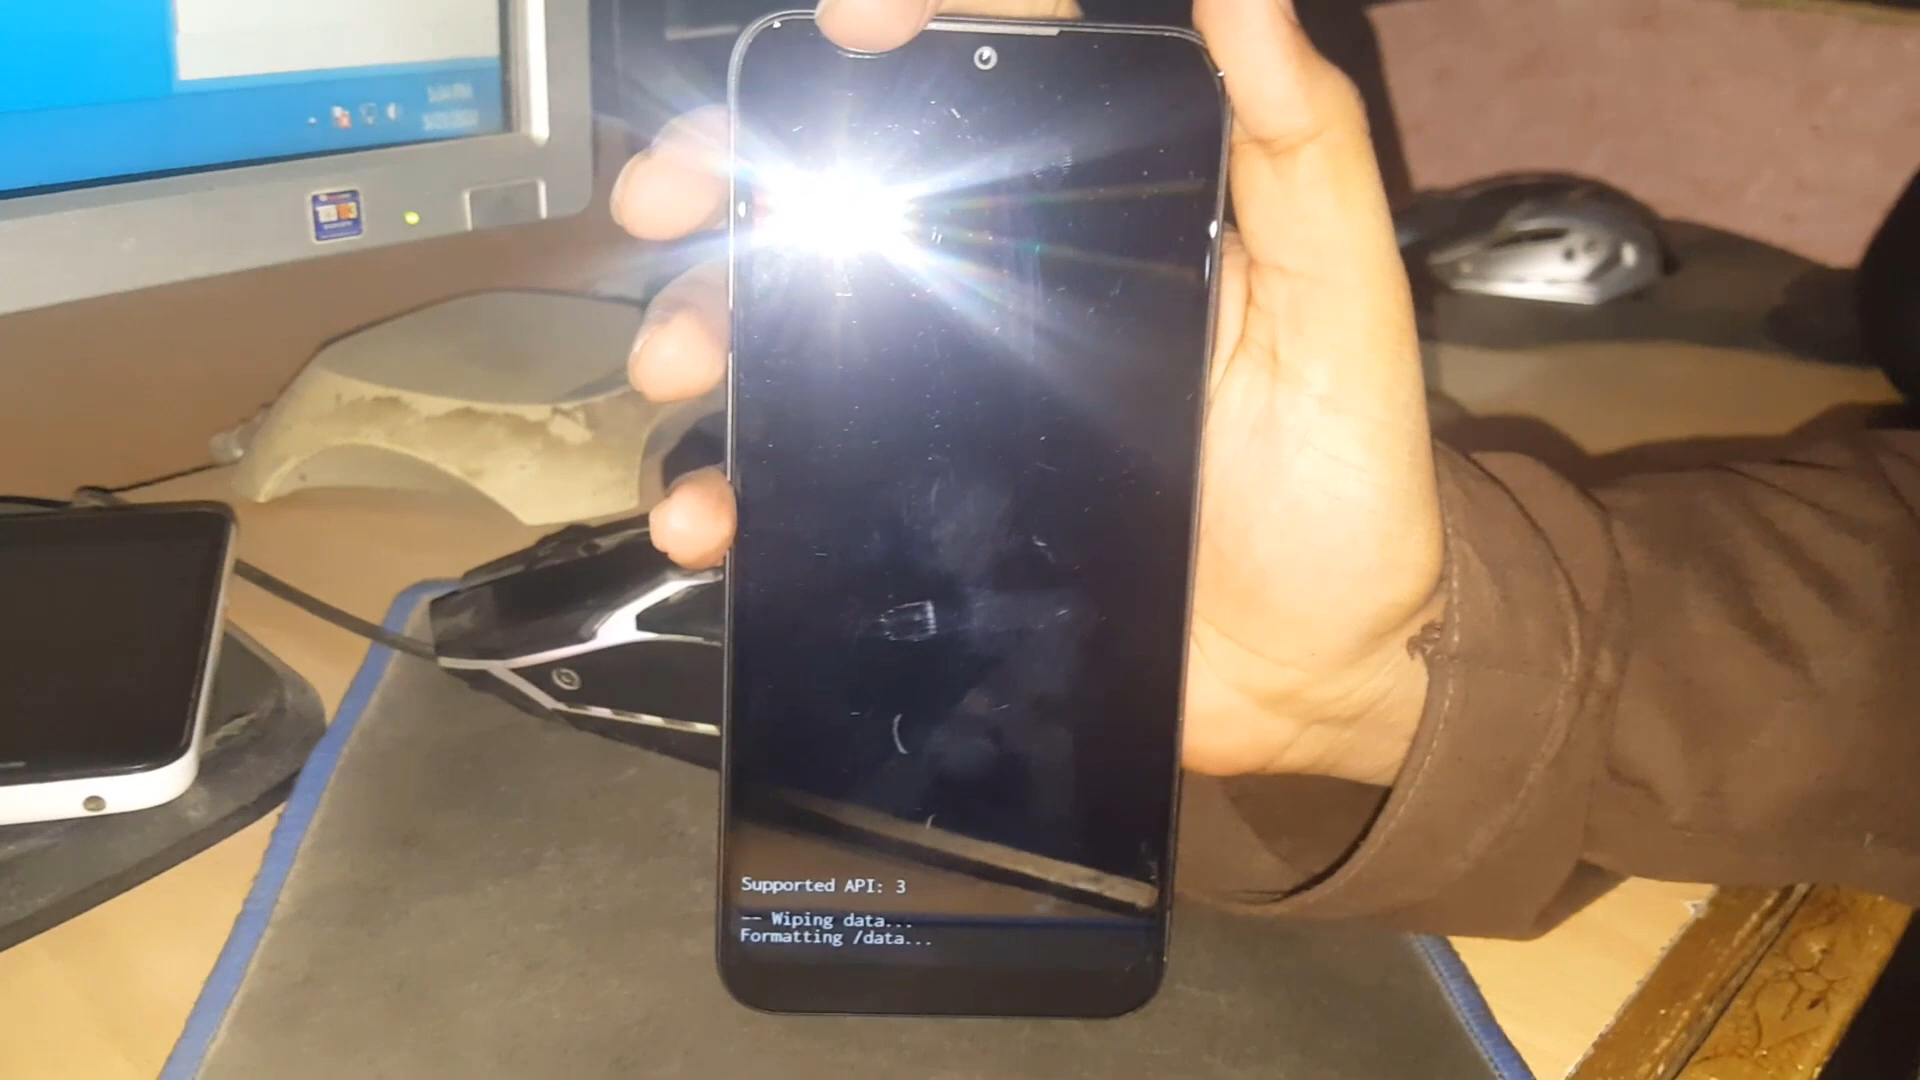 Supported API: 3
-- Wiping data...
Formatting /data...